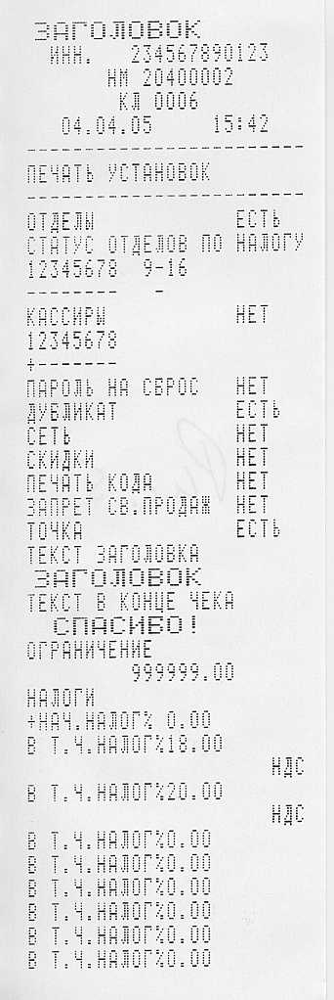 ЗАГОЛОВОК
ИНН. 234567890123
НМ 20400002
КЛ 0006
04.04.05 15:42
------------------------
ПЕЧАТЬ УСТАНОВОК
------------------------
ОТДЕЛЫ ЕСТЬ
СТАТУС ОТДЕЛОВ ПО НАЛОГУ
12345678 9-16
-------- -
КАССИРЫ НЕТ
12345678
+-------
ПАРОЛЬ НА СБРОС НЕТ
ДУБЛИКАТ ЕСТЬ
СЕТЬ НЕТ
СКИДКИ НЕТ
ПЕЧАТЬ КОДА НЕТ
ЗАПРЕТ СВ.ПРОДАЖ НЕТ
ТОЧКА ЕСТЬ
ТЕКСТ ЗАГОЛОВКА
ЗАГОЛОВОК
ТЕКСТ В КОНЦЕ ЧЕКА
СПАСИБО!
ОГРАНИЧЕНИЕ
999999.00
НАЛОГИ
+НАЧ.НАЛОГ% 0.00
В Т.Ч.НАЛОГ%18.00
НДС
В Т.Ч.НАЛОГ%20.00
НДС
В Т.Ч.НАЛОГ%0.00
В Т.Ч.НАЛОГ%0.00
В Т.Ч.НАЛОГ%0.00
В Т.Ч.НАЛОГ%0.00
В Т.Ч.НАЛОГ%0.00
В Т.Ч.НАЛОГ%0.00